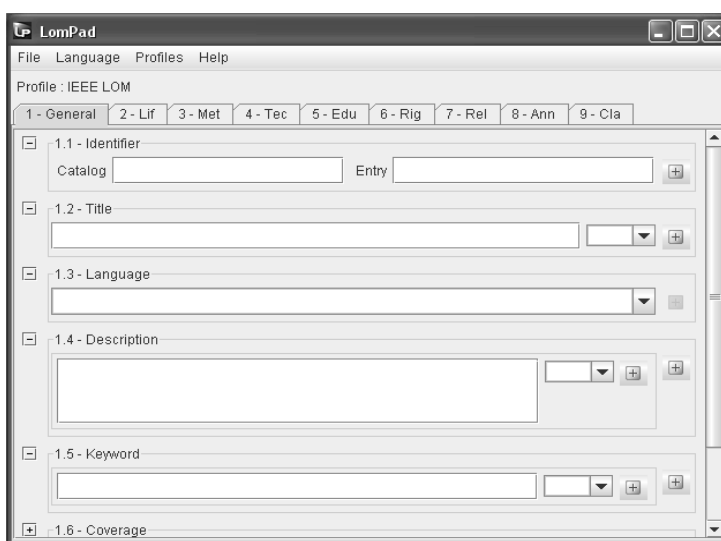 LomPad
File Language Profiles Help
Profile : IEEE LOM
1 - General 2 - Lif 3 - Met 4 - Tec 5 - Edu 6 - Rig 7 - Rel 8 - Ann 9 - Cla
1.1 - Identifier
Catalog Entry
1.2 - Title
1.3 - Language
1.4 - Description
1.5 - Keyword
1.6 - Coverage